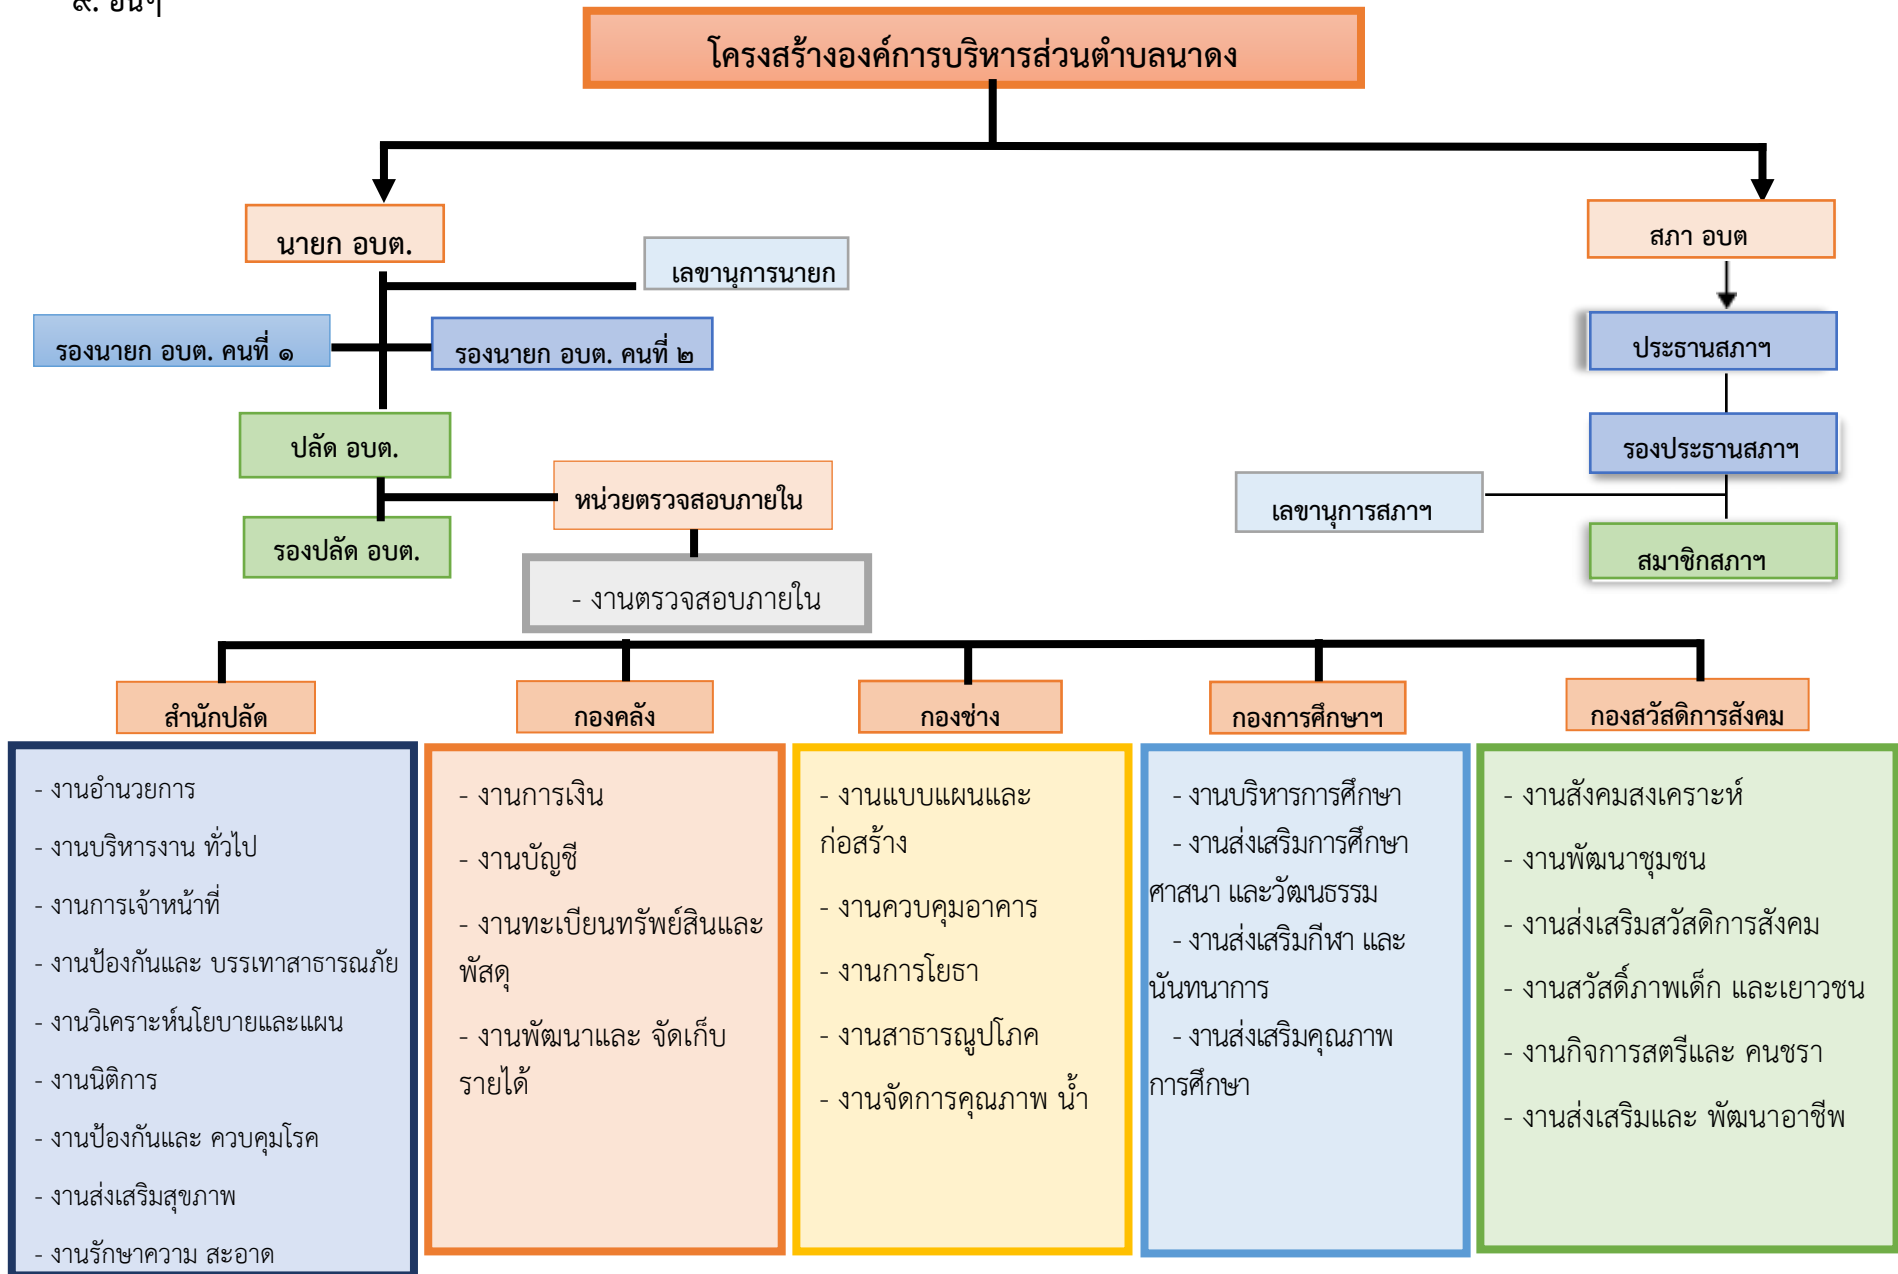 ๙. อื่นๆ
โครงสร้างองค์การบริหารส่วนตำบลนาดง
นายก อบต.
สภา อบต
เลขานุการนายก
รองนายก อบต. คนที่ ๑
รองนายก อบต. คนที่ ๒
ประธานสภาฯ
ปลัด อบต.
รองประธานสภาฯ
หน่วยตรวจสอบภายใน
เลขานุการสภาฯ
รองปลัด อบต.
สมาชิกสภาฯ
- งานตรวจสอบภายใน
สำนักปลัด
- งานอำนวยการ
- งานบริหารงาน ทั่วไป
- งานการเจ้าหน้าที่
- งานป้องกันและ บรรเทาสาธารณภัย
- งานวิเคราะห์นโยบายและแผน
- งานนิติการ
- งานป้องกันและ ควบคุมโรค
- งานส่งเสริมสุขภาพ
- งานรักษาความ สะอาด
กองคลัง
- งานการเงิน
- งานบัญชี
- งานทะเบียนทรัพย์สินและ
พัสดุ
- งานพัฒนาและ จัดเก็บ
รายได้
กองช่าง
- งานแบบแผนและ
ก่อสร้าง
- งานควบคุมอาคาร
- งานการโยธา
- งานสาธารณูปโภค
- งานจัดการคุณภาพ น้ำ
กองการศึกษาฯ
- งานบริหารการศึกษา
- งานส่งเสริมการศึกษา
ศาสนา และวัฒนธรรม
- งานส่งเสริมกีฬา และ
นันทนาการ
- งานส่งเสริมคุณภาพ
การศึกษา
กองสวัสดิการสังคม
- งานสังคมสงเคราะห์
- งานพัฒนาชุมชน
- งานส่งเสริมสวัสดิการสังคม
- งานสวัสดิ์ภาพเด็ก และเยาวชน
- งานกิจการสตรีและ คนชรา
- งานส่งเสริมและ พัฒนาอาชีพ